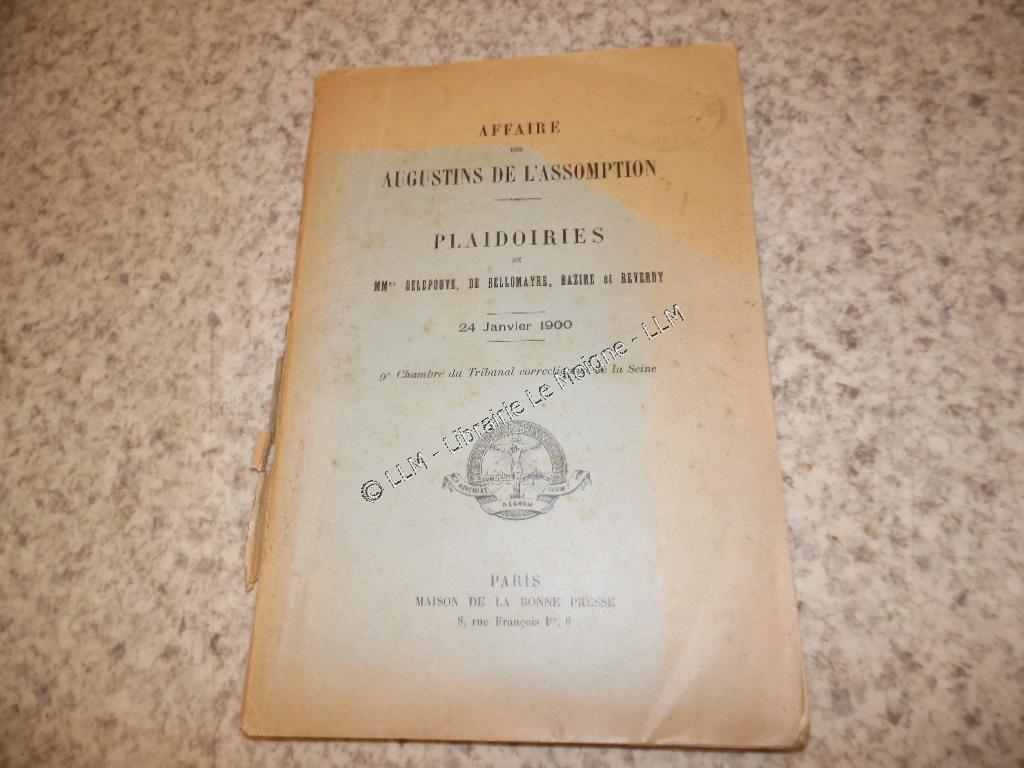 AFFAIRE
DES
AUGUSTINS DE L'ASSOMPTION
PLAIDOIRIES
DE
MMes DELEPOUVE, DE BELLOMAYRE, BAZIRE et REVERDY
24 Janvier 1900
9e Chambre du Tribunal correctionnel de la Seine
© LLM - Librairie Le Moigne - LLM
ADVENIAT
REGNUM
TUUM
PARIS
MAISON DE LA BONNE PRESSE
8, rue François Ier, 8